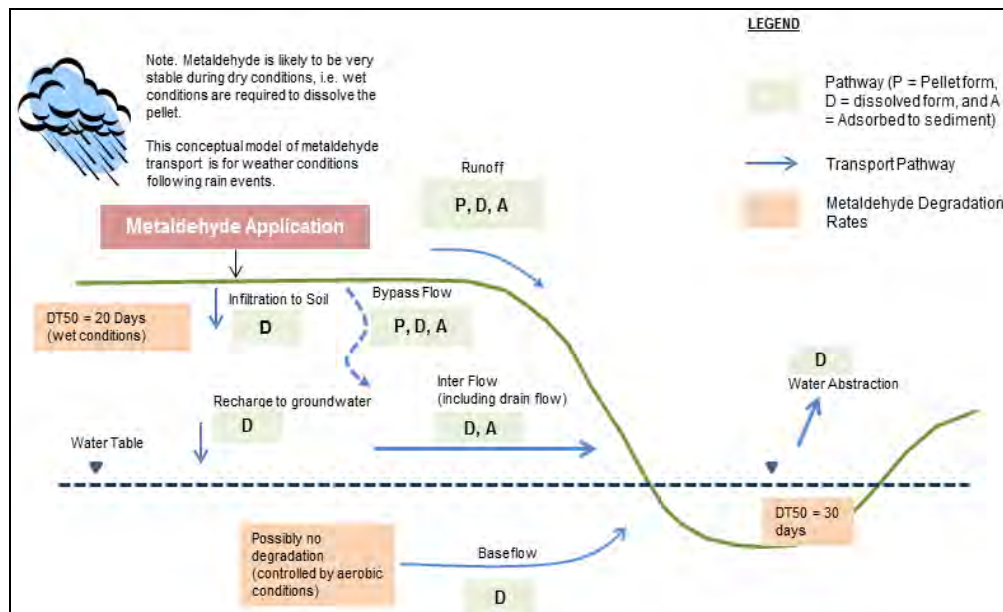 Note. Metaldehyde is likely to be very
stable during dry conditions, i.e. wet
conditions are required to dissolve the
pellet.
This conceptual model of metaldehyde
transport is for weather conditions
following rain events.
LEGEND
Pathway (P = Pellet form,
D = dissolved form, and A
= Adsorbed to sediment)
Transport Pathway
Metaldehyde Degradation
Rates
Runoff
P, D, A
Metaldehyde Application
Infiltration to Soil
D
Bypass Flow
P, D, A
DT50 = 20 Days
(wet conditions)
Recharge to groundwater
D
Inter Flow
(including drain flow)
D, A
D
Water Abstraction
Water Table
DT50 = 30
days
Possibly no
degradation
(controlled by aerobic
conditions)
Baseflow
D